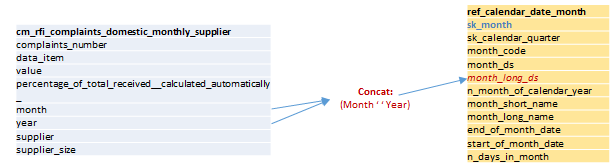 cm_rfi_complaints_domestic_monthly_supplier
complaints_number
data_item
value
percentage_of_total_received__calculated_automatically
_
month
year
supplier
supplier_size
Concat:
(Month ‘ ‘ Year)
ref_calendar_date_month
sk_month
sk_calendar_quarter
month_code
month_ds
month_long_ds
n_month_of_calendar_year
month_short_name
month_long_name
end_of_month_date
start_of_month_date
n_days_in_month